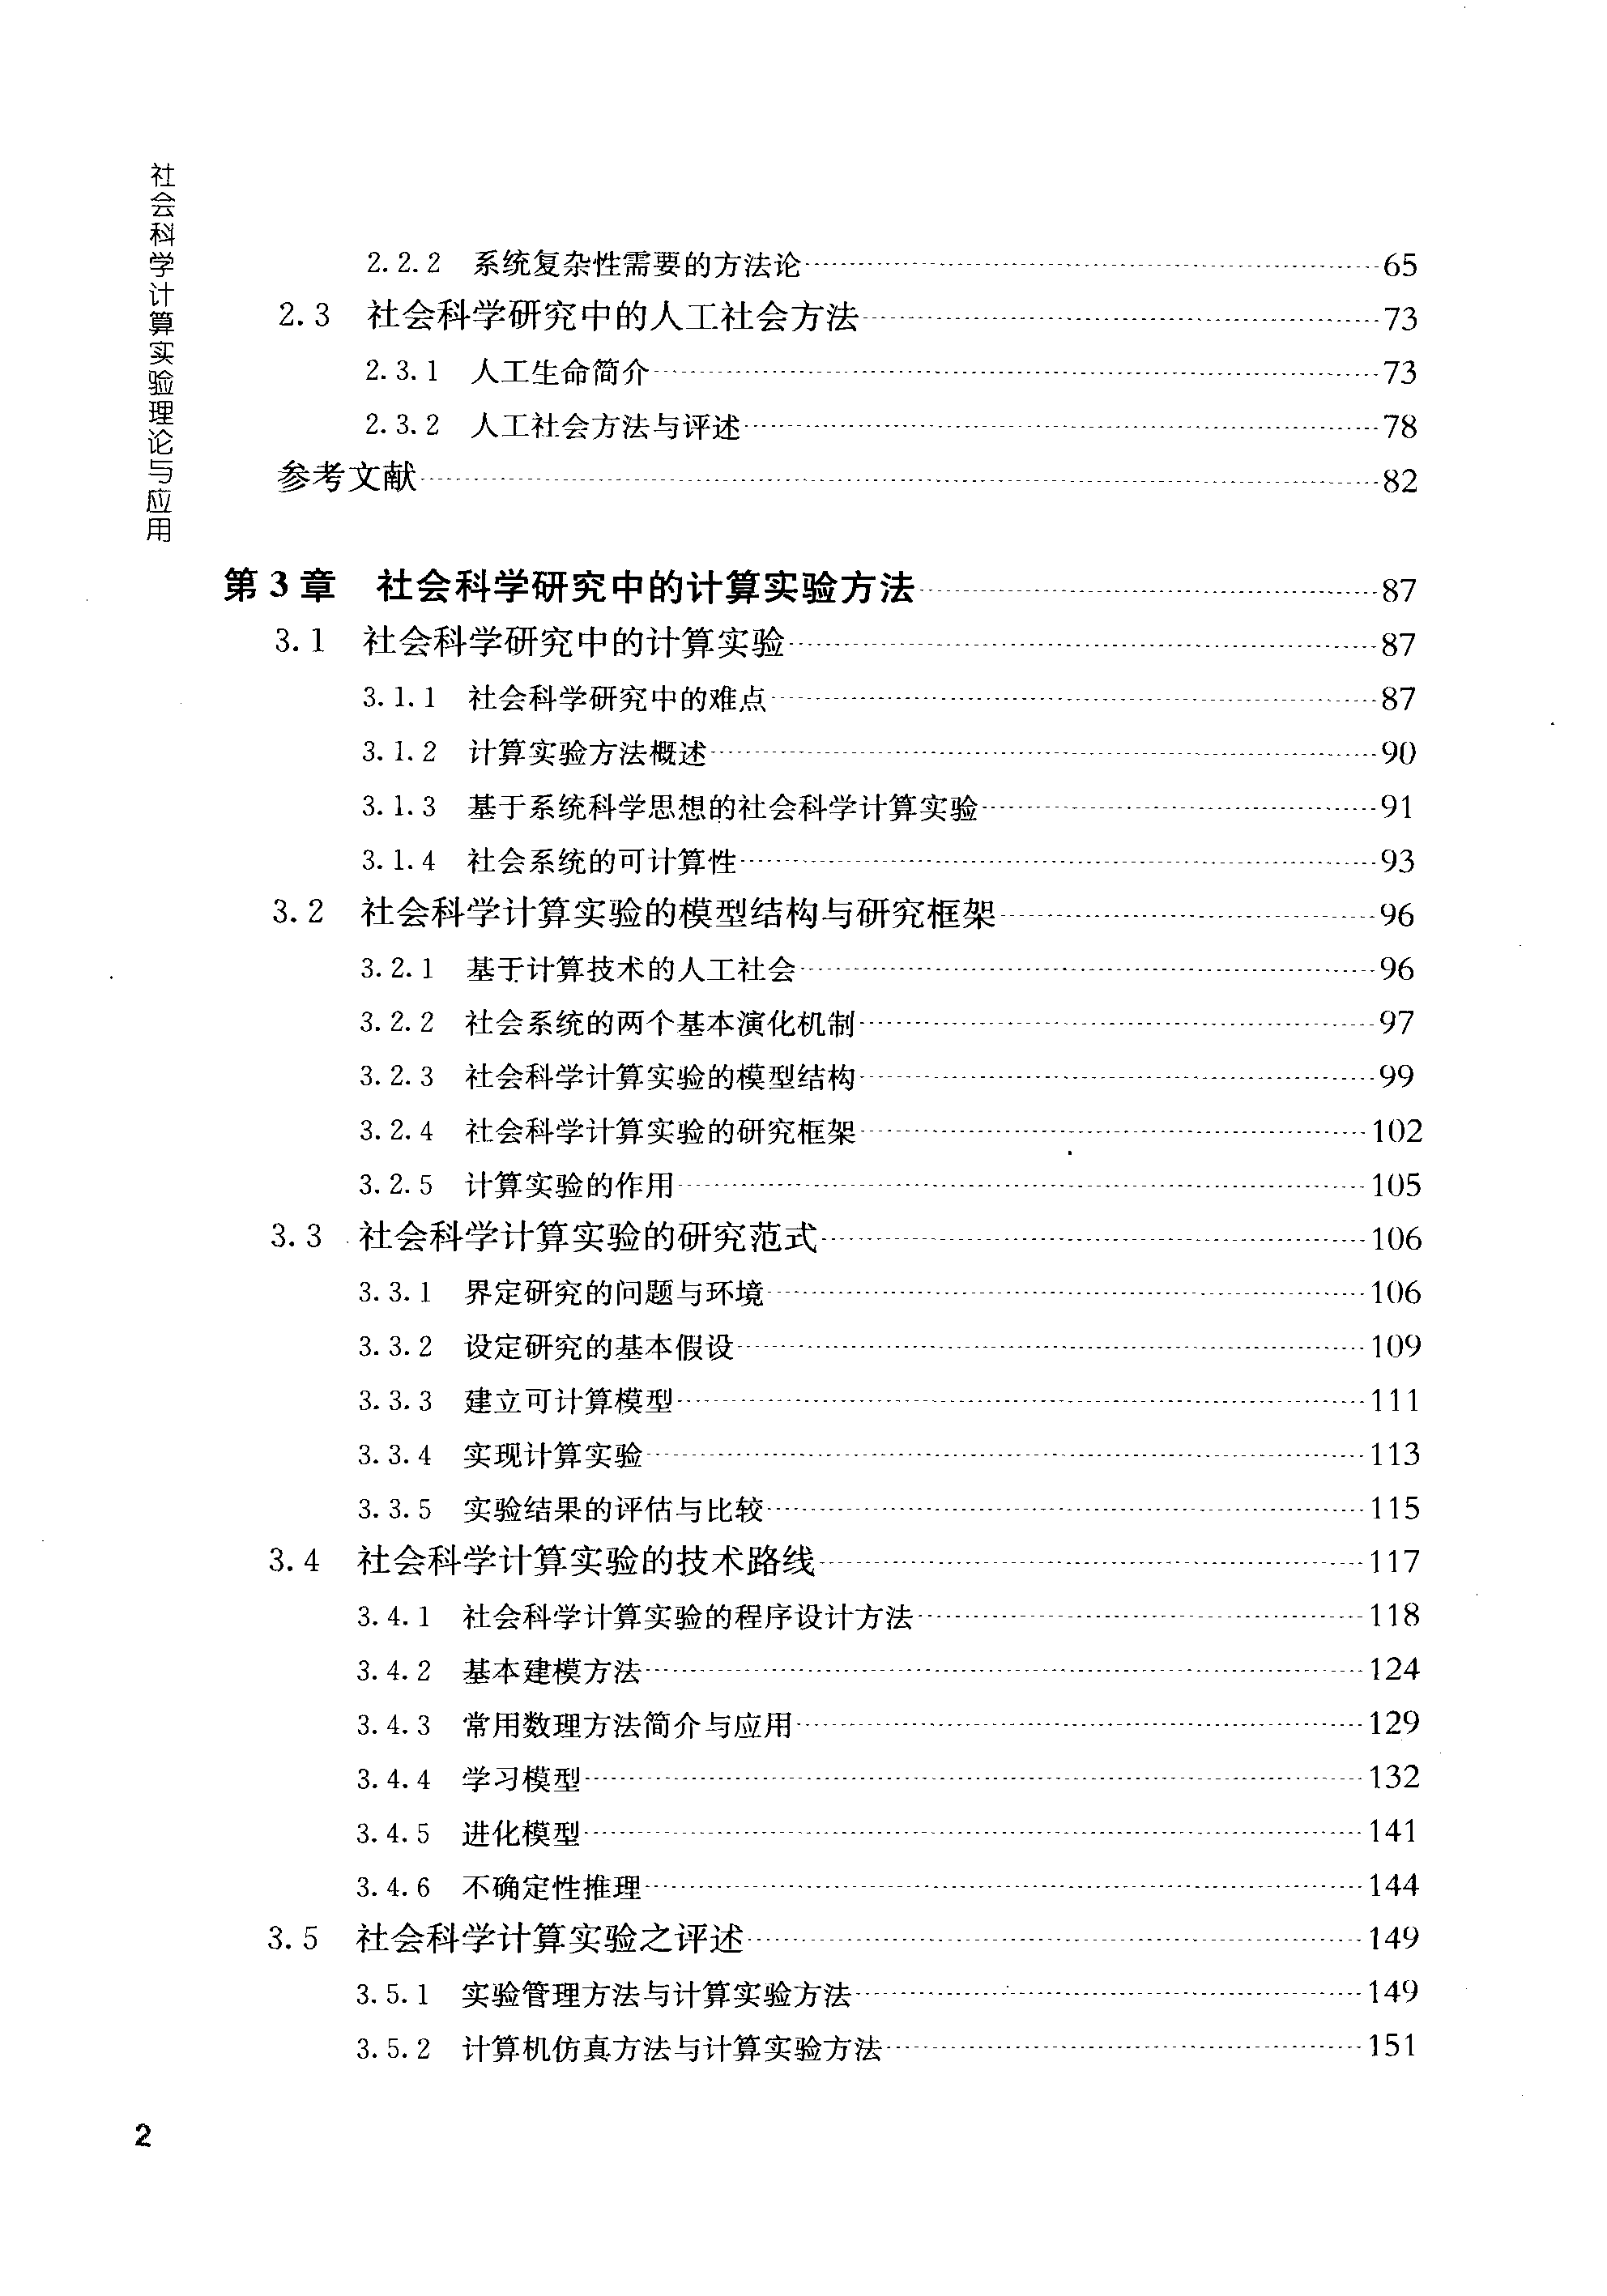 社会科学计算实验理论与应用
2.2.2 系统复杂性需要的方法论 65
2.3 社会科学研究中的人工社会方法 73
2.3.1 人工生命简介 73
2.3.2 人工社会方法与评述 78
参考文献 82
第3章 社会科学研究中的计算实验方法 87
3.1 社会科学研究中的计算实验 87
3.1.1 社会科学研究中的难点 87
3.1.2 计算实验方法概述 90
3.1.3 基于系统科学思想的社会科学计算实验 91
3.1.4 社会系统的可计算性 93
3.2 社会科学计算实验的模型结构与研究框架 96
3.2.1 基于计算技术的人工社会 96
3.2.2 社会系统的两个基本演化机制 97
3.2.3 社会科学计算实验的模型结构 99
3.2.4 社会科学计算实验的研究框架 102
3.2.5 计算实验的作用 105
3.3 社会科学计算实验的研究范式 106
3.3.1 界定研究的问题与环境 106
3.3.2 设定研究的基本假设 109
3.3.3 建立可计算模型 111
3.3.4 实现计算实验 113
3.3.5 实验结果的评估与比较 115
3.4 社会科学计算实验的技术路线 117
3.4.1 社会科学计算实验的程序设计方法 118
3.4.2 基本建模方法 124
3.4.3 常用数理方法简介与应用 129
3.4.4 学习模型 132
3.4.5 进化模型 141
3.4.6 不确定性推理 144
3.5 社会科学计算实验之评述 149
3.5.1 实验管理方法与计算实验方法 149
3.5.2 计算机仿真方法与计算实验方法 151
2